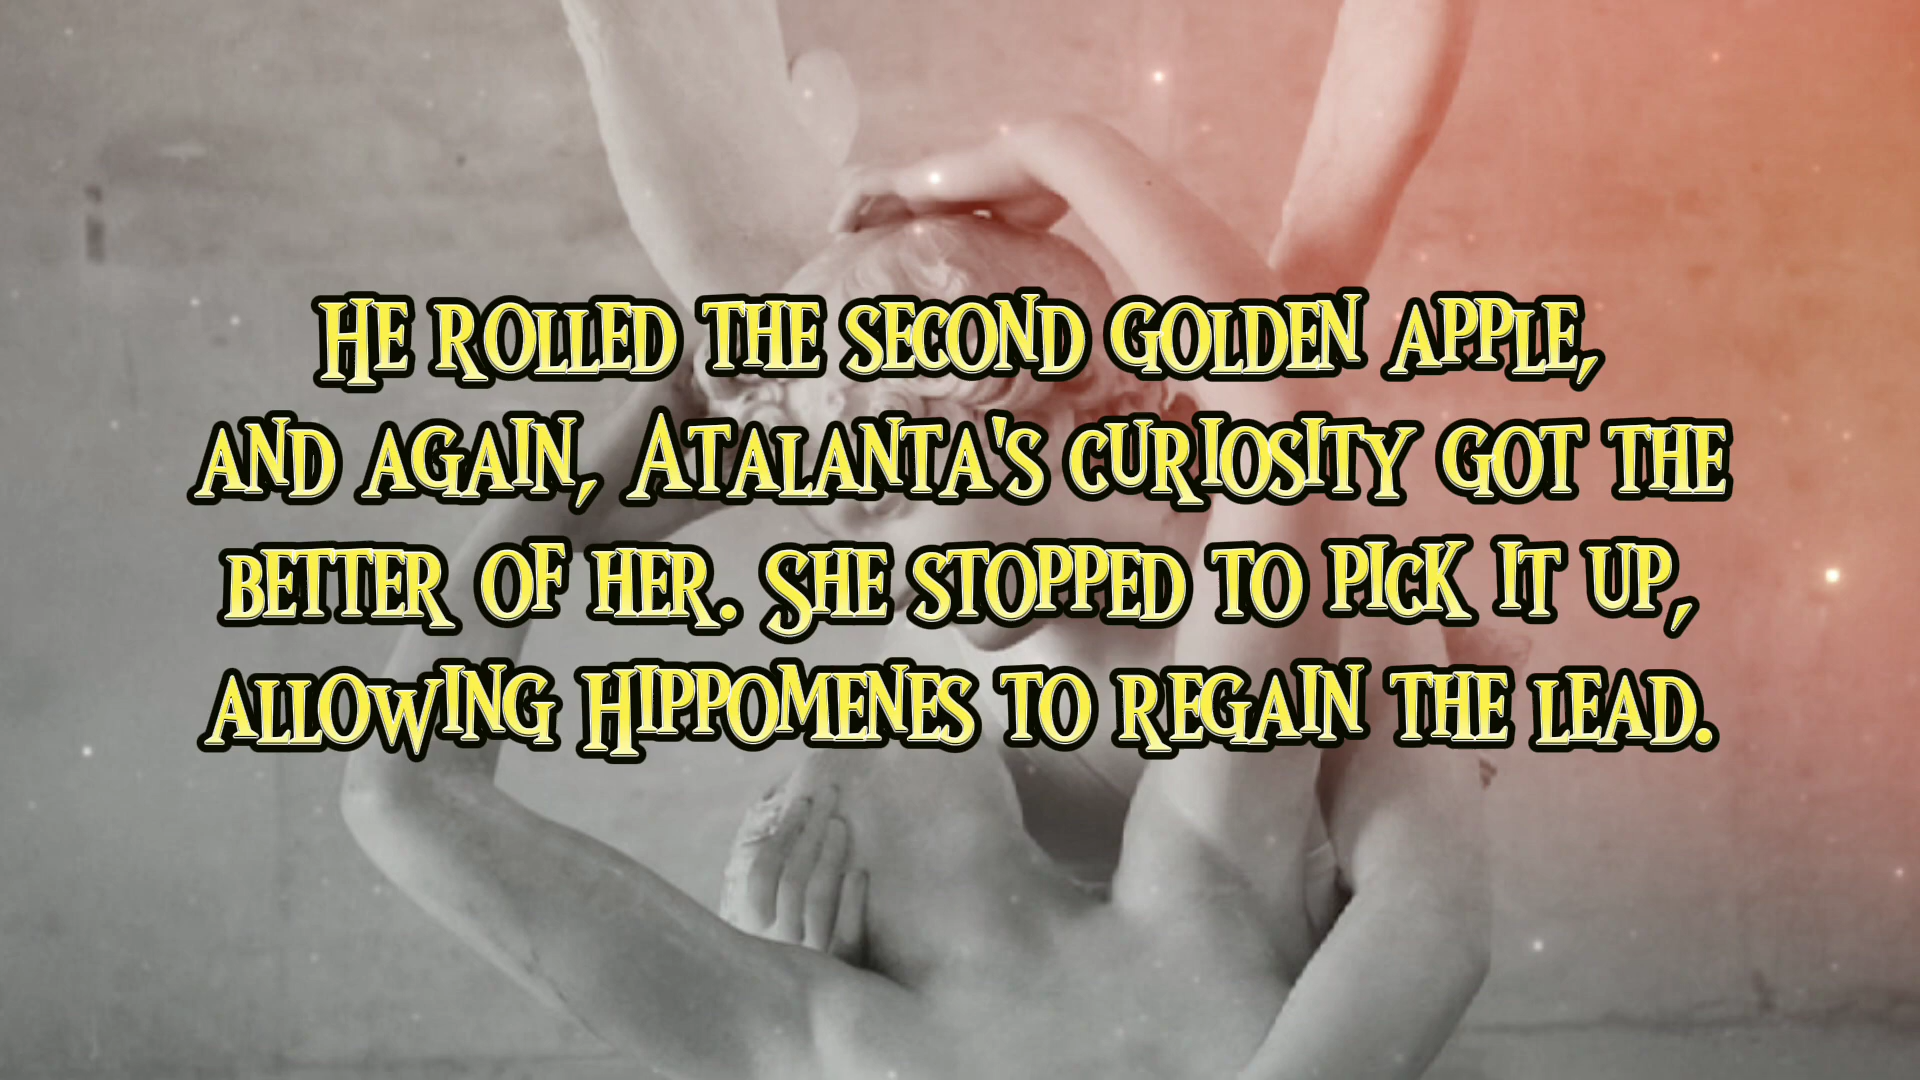 He rolled the second golden apple,
and again, Atalanta's curiosity got the
better of her. She stopped to pick it up,
allowing Hippomenes to regain the lead.